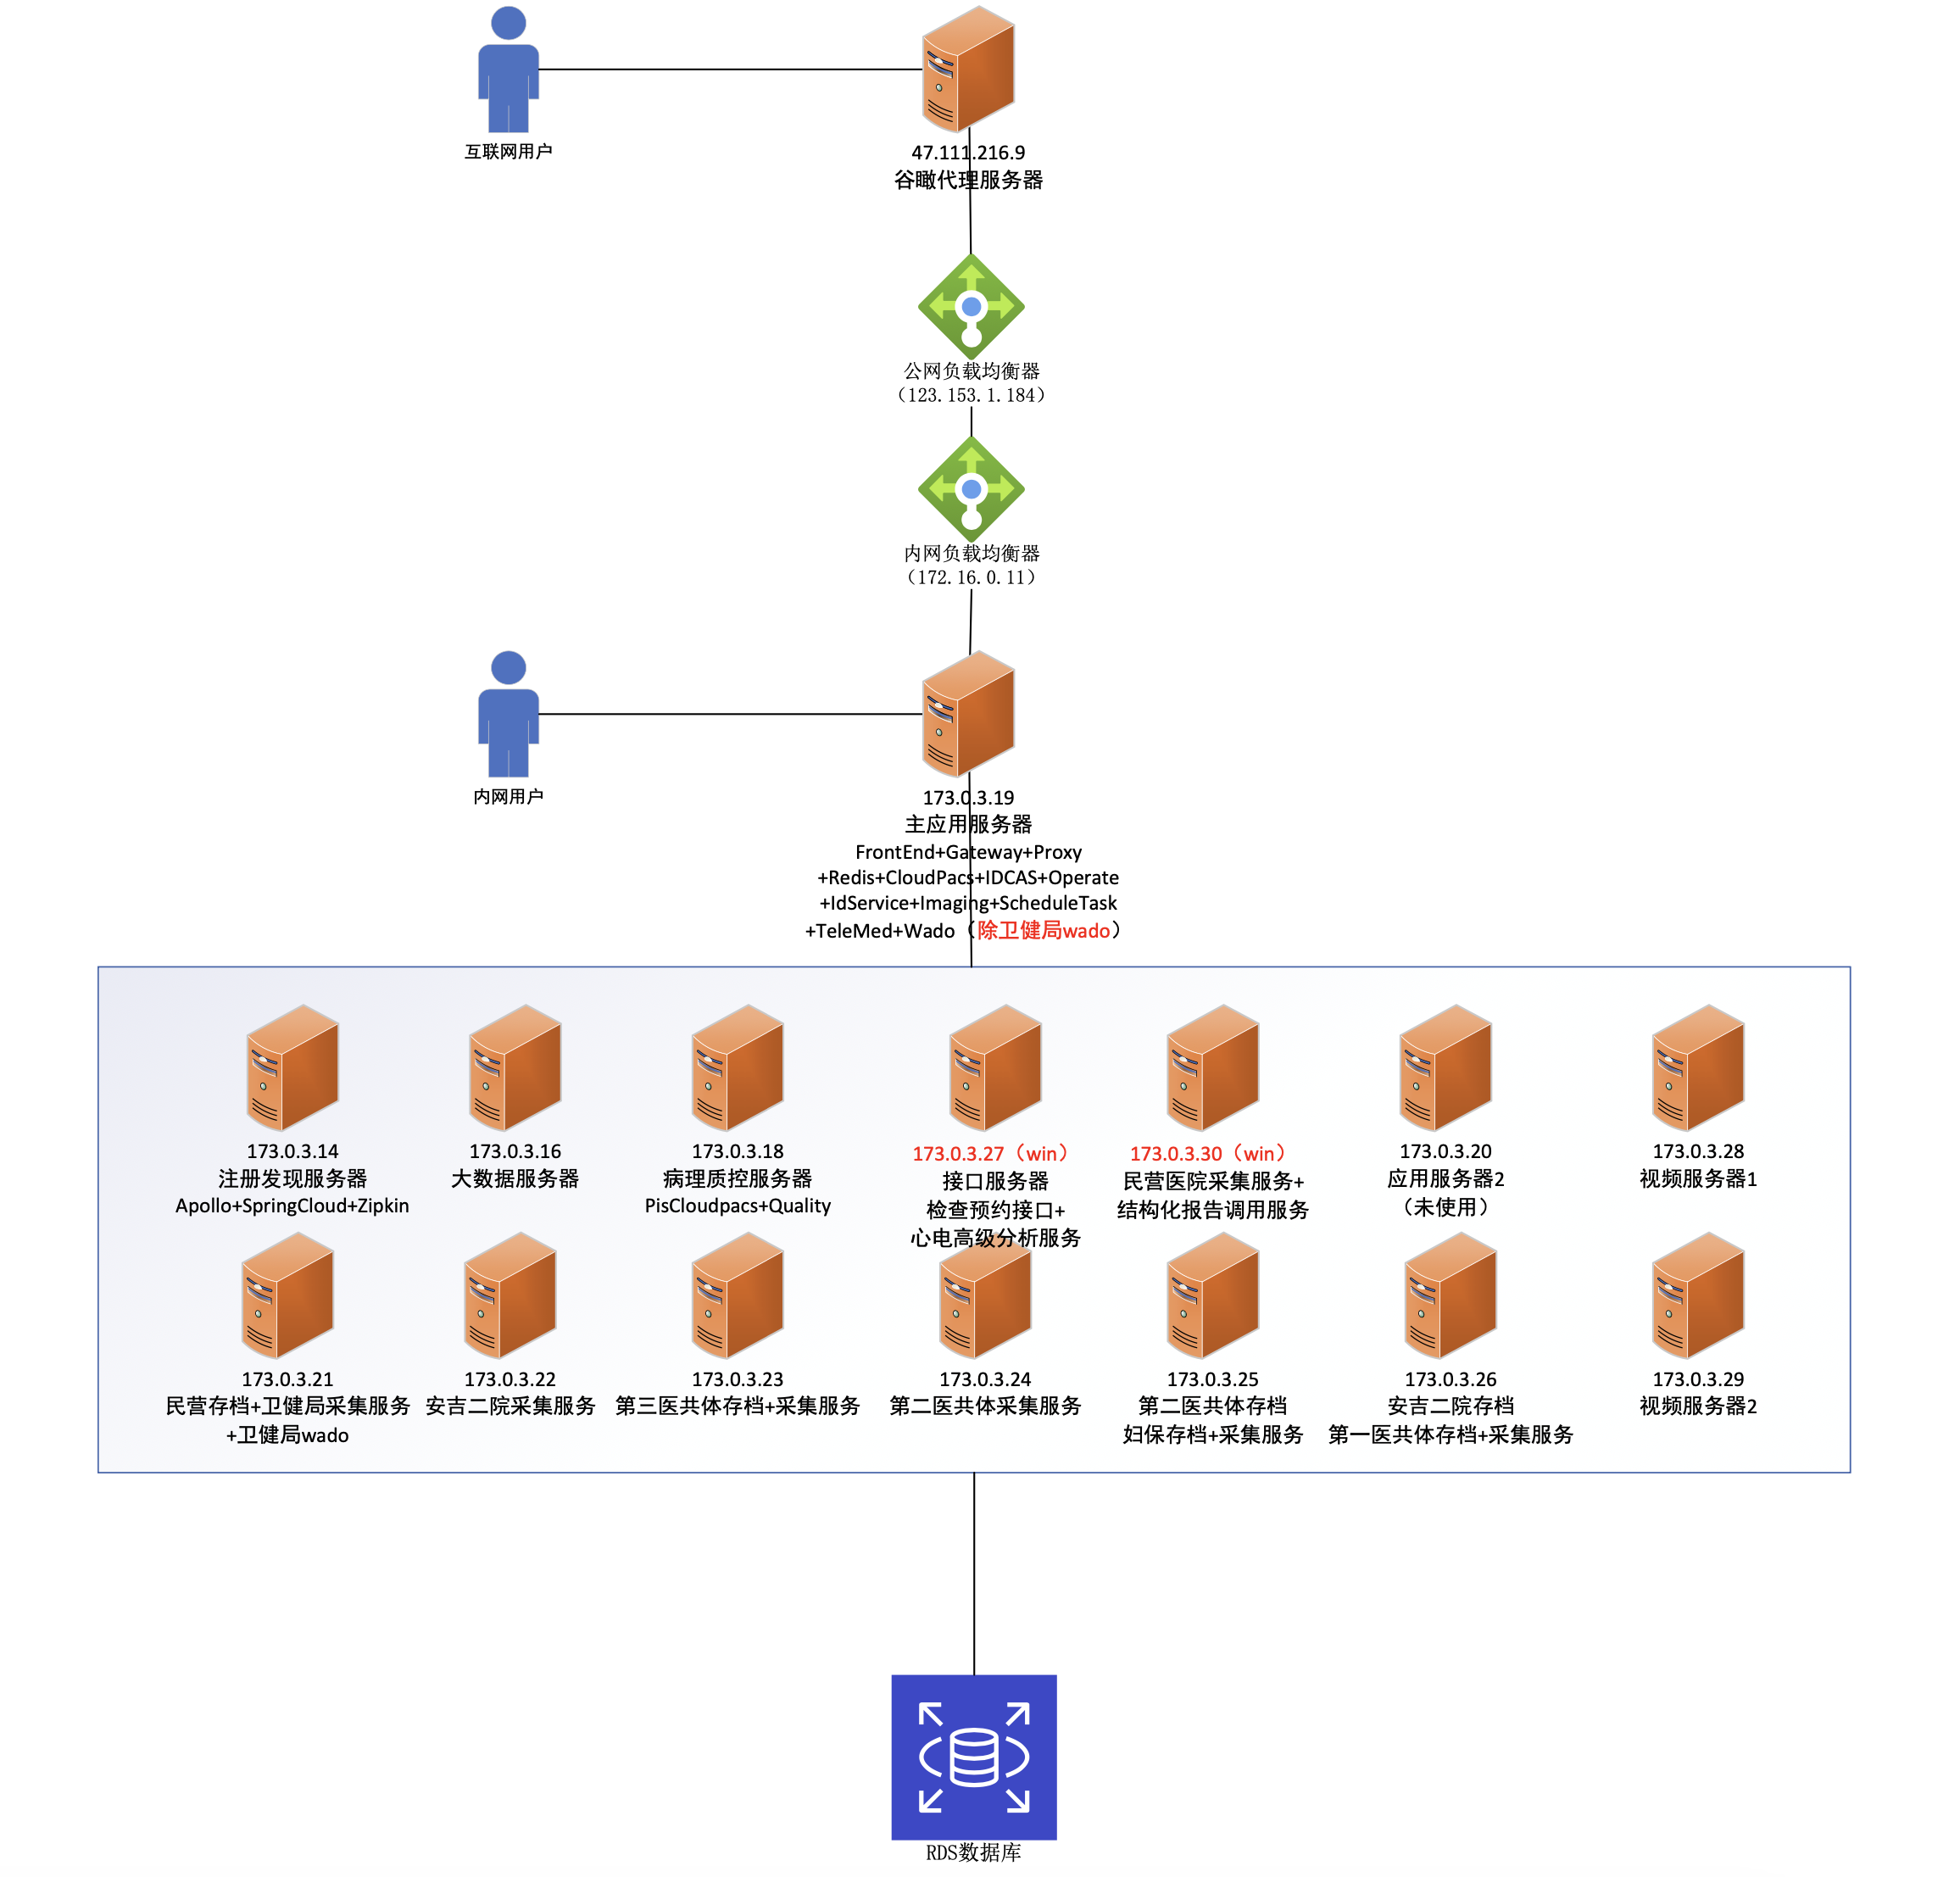 互联网用户
47.111.216.9
谷瞰代理服务器
公网负载均衡器
（123.153.1.184）
内网负载均衡器
（172.16.0.11）
内网用户
173.0.3.19
主应用服务器
FrontEnd+Gateway+Proxy
+Redis+CloudPacs+IDCAS+Operate
+IdService+Imaging+ScheduleTask
+TeleMed+Wado（除卫健局wado）
173.0.3.14
注册发现服务器
Apollo+SpringCloud+Zipkin
173.0.3.16
大数据服务器
173.0.3.18
病理质控服务器
PisCloudpacs+Quality
173.0.3.27（win）
接口服务器
检查预约接口+
心电高级分析服务
173.0.3.30（win）
民营医院采集服务+
结构化报告调用服务
173.0.3.20
应用服务器2
（未使用）
173.0.3.28
视频服务器1
173.0.3.21
民营存档+卫健局采集服务
+卫健局wado
173.0.3.22
安吉二院采集服务
173.0.3.23
第三医共体存档+采集服务
173.0.3.24
第二医共体采集服务
173.0.3.25
第二医共体存档
妇保存档+采集服务
173.0.3.26
安吉二院存档
第一医共体存档+采集服务
173.0.3.29
视频服务器2
RDS数据库